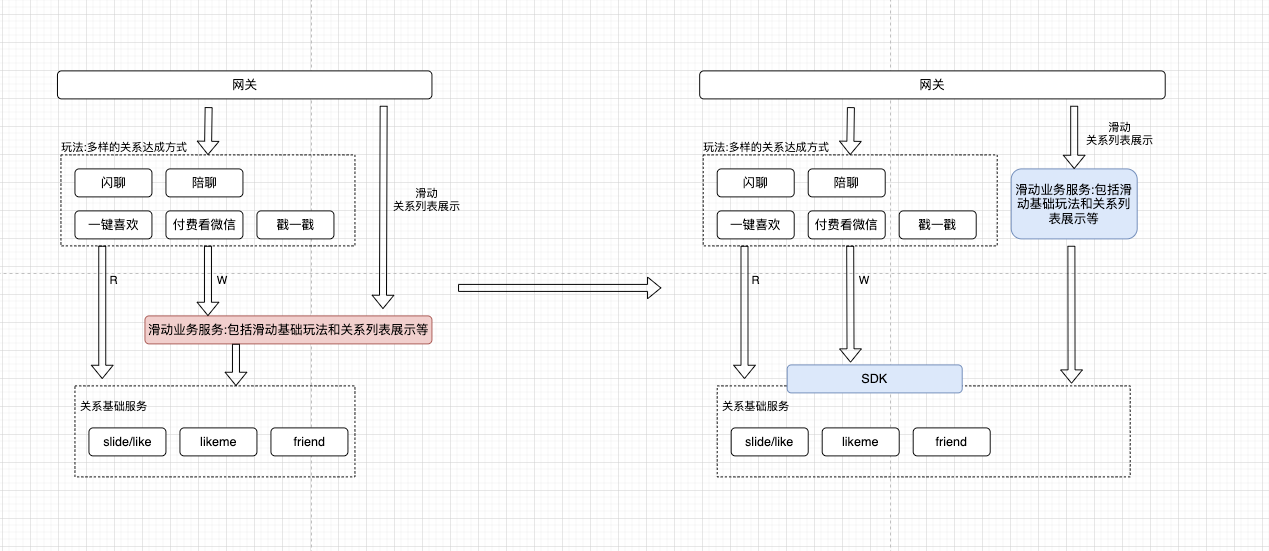 网关
玩法:多样的关系达成方式
闪聊
陪聊
一键喜欢
付费看微信
戳一戳
滑动
关系列表展示
R
W
滑动业务服务:包括滑动基础玩法和关系列表展示等
关系基础服务
slide/like
likeme
friend
网关
滑动
关系列表展示
玩法:多样的关系达成方式
闪聊
陪聊
一键喜欢
付费看微信
戳一戳
滑动业务服务:包括滑
动基础玩法和关系列
表展示等
R
W
SDK
关系基础服务
slide/like
likeme
friend